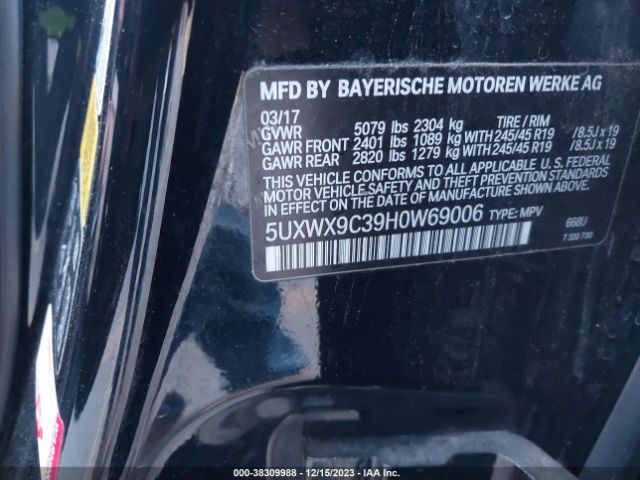 MFD BY BAYERISCHE MOTOREN WERKE AG
03/17
GVWR 5079 lbs 2304 kg TIRE / RIM
GAWR FRONT 2401 lbs 1089 kg WITH 245/45 R19 /8.5J x 19
GAWR REAR 2820 lbs 1279 kg WITH 245/45 R19 /8.5J x 19
THIS VEHICLE CONFORMS TO ALL APPLICABLE U.S. FEDERAL
MOTOR VEHICLE SAFETY AND THEFT PREVENTION STANDARDS
IN EFFECT ON THE DATE OF MANUFACTURE SHOWN ABOVE.
5UXWX9C39H0W69006 TYPE: MPV 668U
7 320 730
000-38309988 - 12/15/2023 - IAA Inc.